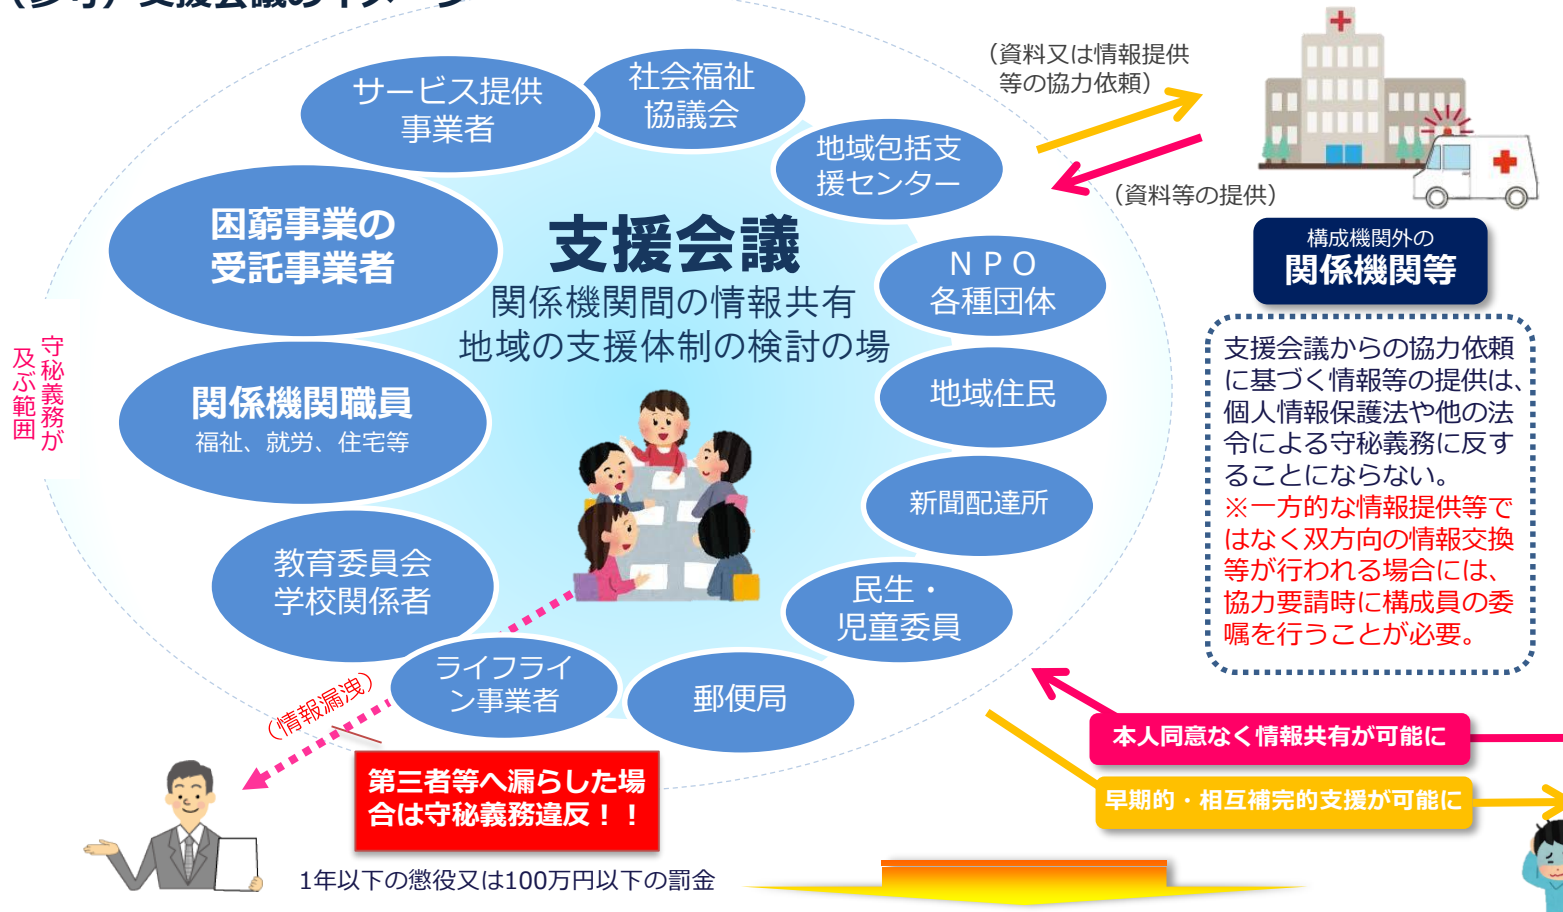 （参考）支援会議のイメージ
サービス提供
事業者
社会福祉
協議会
地域包括支
援センター
（資料又は情報提供
等の協力依頼）
（資料等の提供）
困窮事業の
受託事業者
支援会議
関係機関間の情報共有
地域の支援体制の検討の場
ＮＰＯ
各種団体
構成機関外の
関係機関等
守秘義務が
及ぶ範囲
関係機関職員
福祉、就労、住宅等
地域住民
支援会議からの協力依頼
に基づく情報等の提供は、
個人情報保護法や他の法
令による守秘義務に反す
ることにならない。
※一方的な情報提供等で
はなく双方向の情報交換
等が行われる場合には、
協力要請時に構成員の委
嘱を行うことが必要。
新聞配達所
教育委員会
学校関係者
民生・
児童委員
ライフライ
ン事業者
郵便局
（情報漏洩）
本人同意なく情報共有が可能に
早期的・相互補完的支援が可能に
第三者等へ漏らした場
合は守秘義務違反！！
1年以下の懲役又は100万円以下の罰金